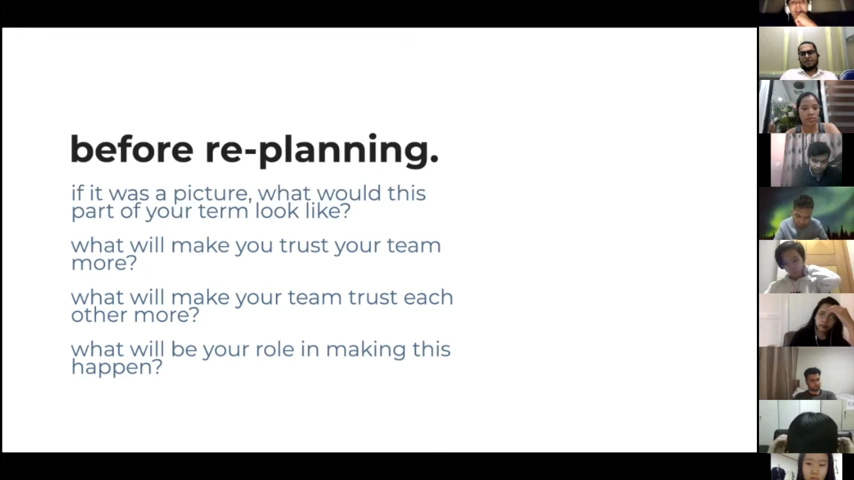 before re-planning.
if it was a picture, what would this
part of your term look like?
what will make you trust your team
more?
what will make your team trust each
other more?
what will be your role in making this
happen?